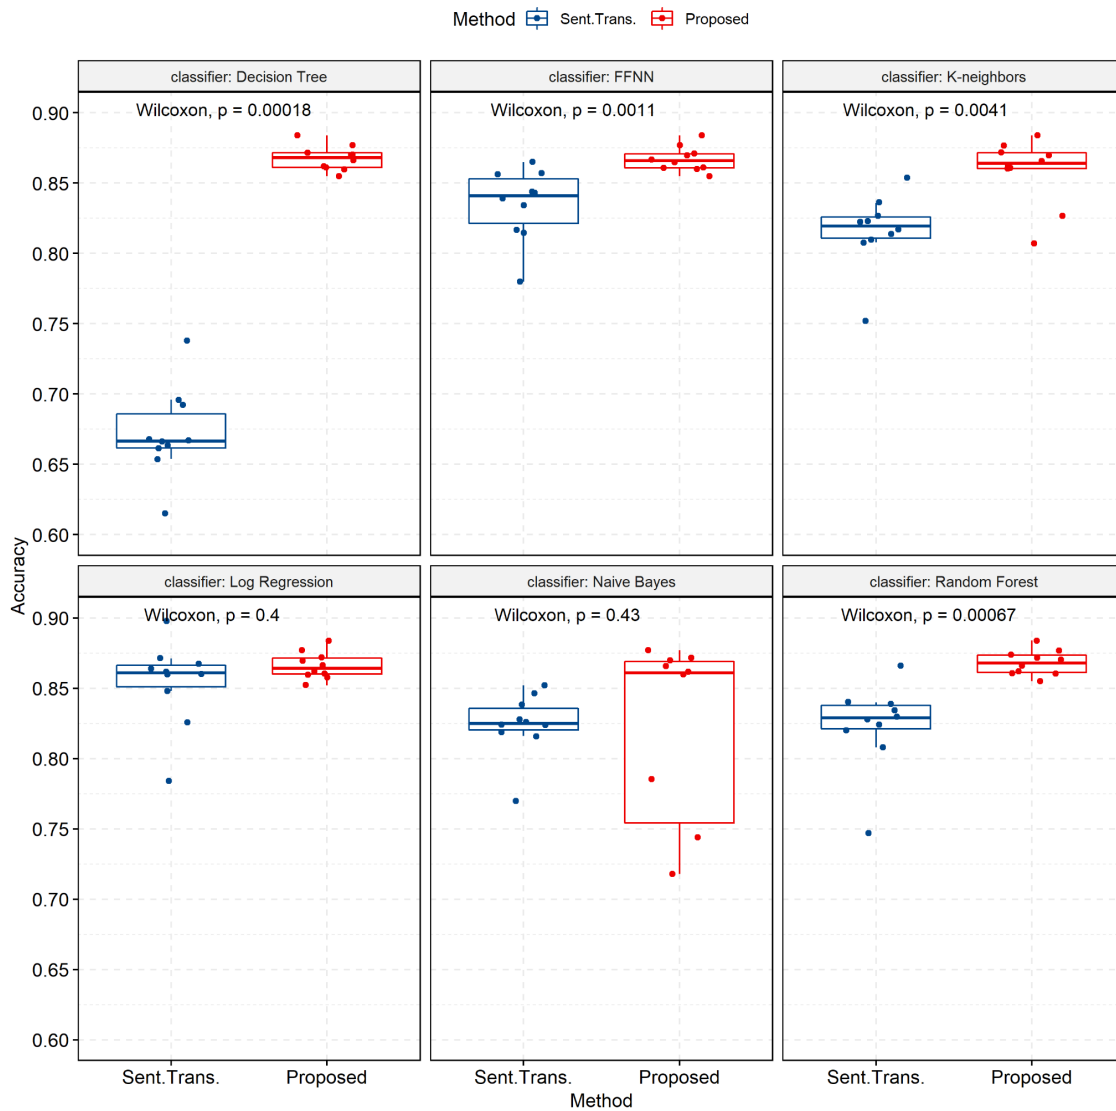 Method Sent.Trans. Proposed
classifier: Decision Tree
classifier: FFNN
classifier: K-neighbors
Wilcoxon, p = 0.00018
Wilcoxon, p = 0.0011
Wilcoxon, p = 0.0041
0.90
0.85
0.80
0.75
0.70
0.65
0.60
Accuracy
classifier: Log Regression
classifier: Naive Bayes
classifier: Random Forest
Wilcoxon, p = 0.4
Wilcoxon, p = 0.43
Wilcoxon, p = 0.00067
0.90
0.85
0.80
0.75
0.70
0.65
0.60
Sent.Trans. Proposed
Sent.Trans. Proposed
Sent.Trans. Proposed
Method